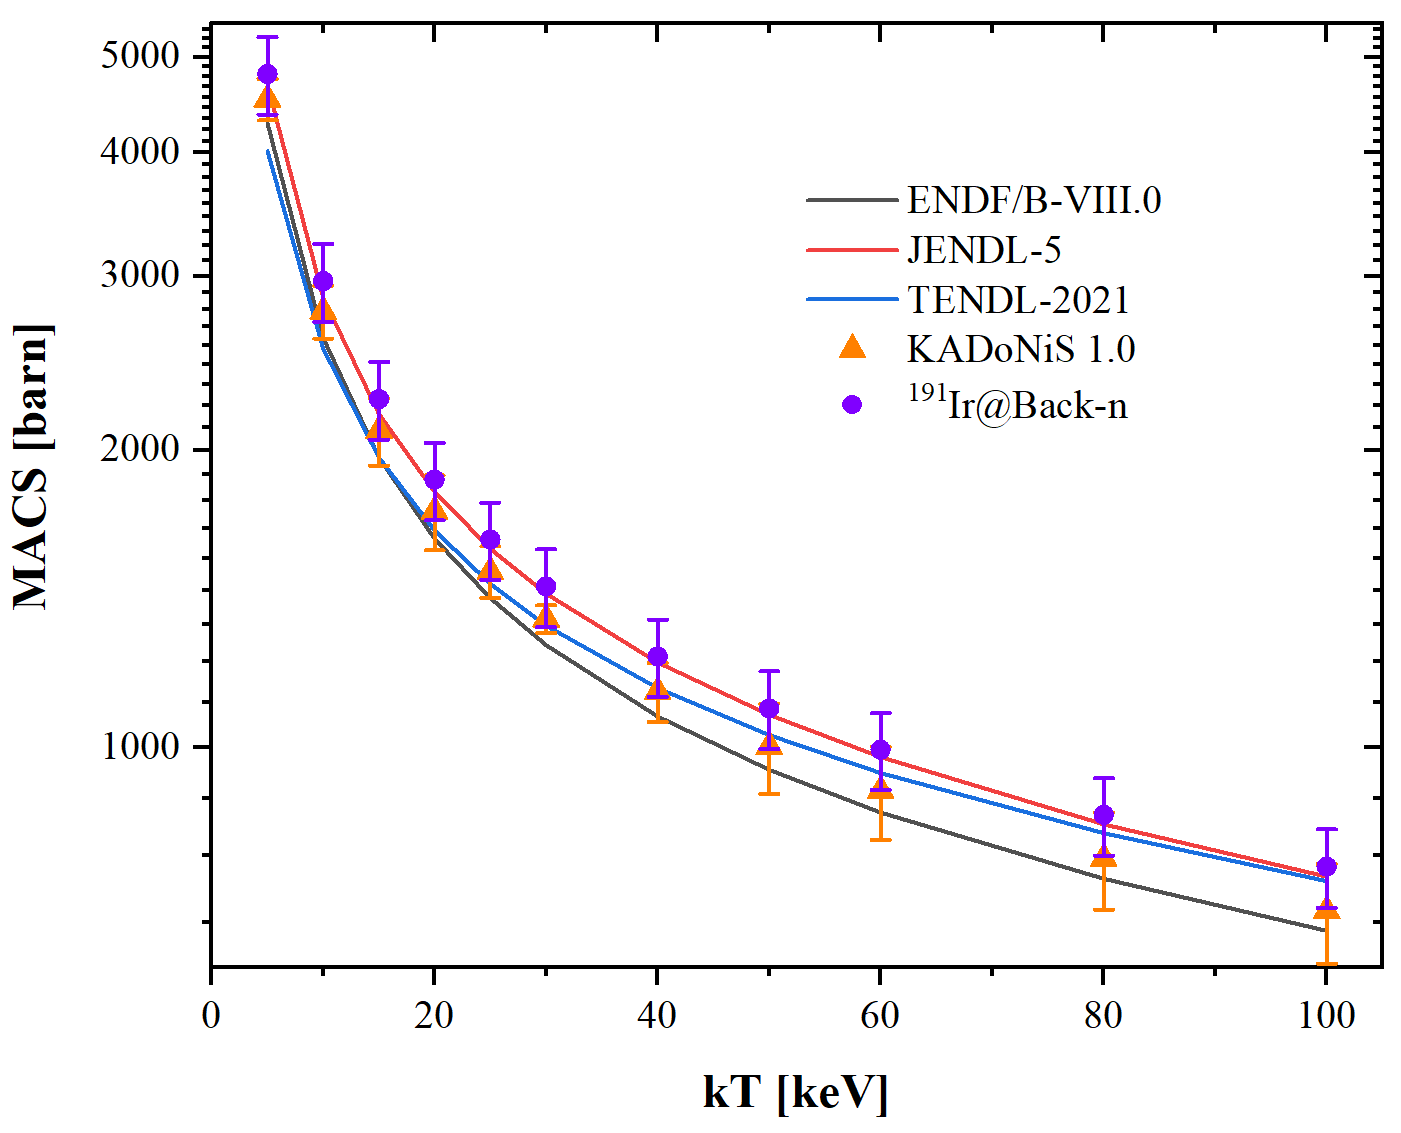 5000
4000
3000
2000
1000
MACS [barn]
ENDF/B-VIII.0
JENDL-5
TENDL-2021
KADoNiS 1.0
¹⁹¹Ir@Back-n
0 20 40 60 80 100
kT [keV]